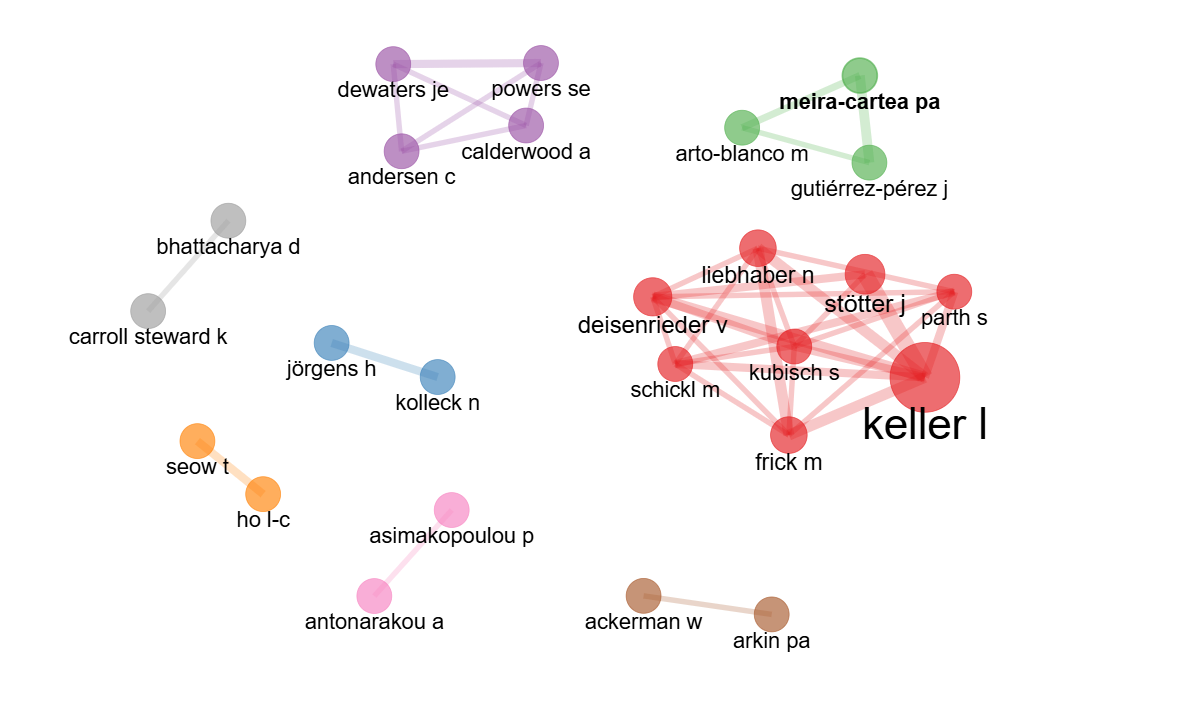 dewaters je
powers se
meira-cartea pa
calderwood a
arto-blanco m
andersen c
gutiérrez-pérez j
bhattacharya d
liebhaber n
stötter j
parth s
deisenrieder v
carroll steward k
jörgens h
kubisch s
schickl m
kolleck n
keller l
frick m
seow t
ho l-c
asimakopoulou p
antonarakou a
ackerman w
arkin pa